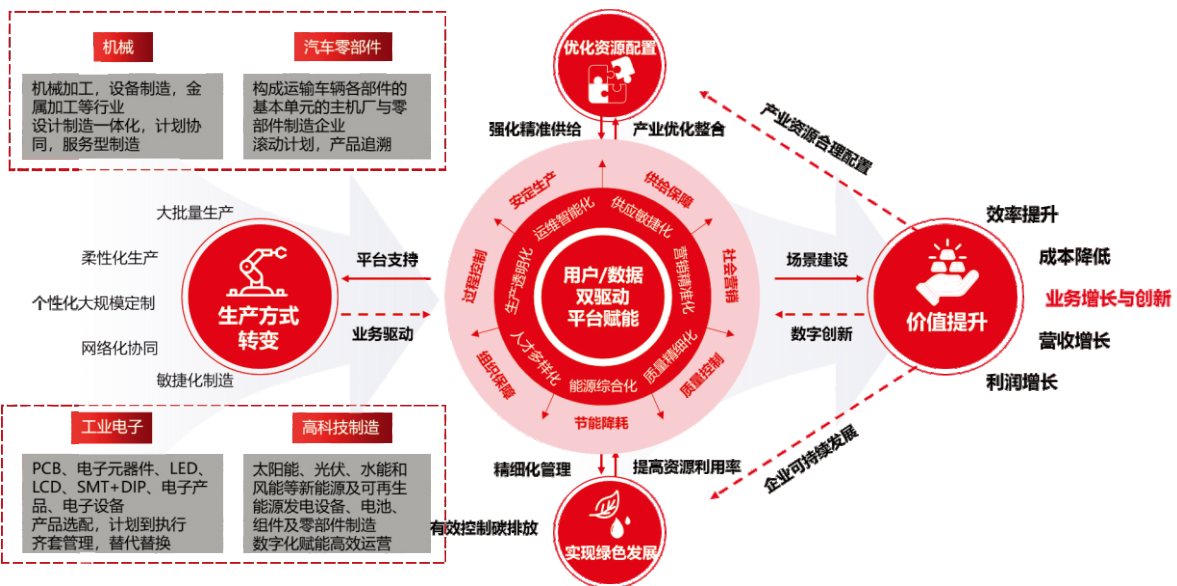 机械
机械加工，设备制造，金
属加工等行业
设计制造一体化，计划协
同，服务型制造
汽车零部件
构成运输车辆各部件的
基本单元的主机厂与零
部件制造企业
滚动计划，产品追溯
优化资源配置
强化精准供给
产业优化整合
产业资源合理配置
大批量生产
柔性化生产
个性化大规模定制
网络化协同
敏捷化制造
生产方式
转变
平台支持
业务驱动
安定生产
供给保障
过程控制
社会营销
组织保障
质量控制
节能降耗
运维智能化
供应敏捷化
生产透明化
营销精准化
人才多样化
质量精细化
能源综合化
用户/数据
双驱动
平台赋能
场景建设
数字创新
价值提升
效率提升
成本降低
业务增长与创新
营收增长
利润增长
工业电子
PCB、电子元器件、LED、
LCD、SMT+DIP、电子产
品、电子设备
产品选配，计划到执行
齐套管理，替代替换
高科技制造
太阳能、光伏、水能和
风能等新能源及可再生
能源发电设备、电池、
组件及零部件制造
数字化赋能高效运营
精细化管理
提高资源利用率
有效控制碳排放
实现绿色发展
企业可持续发展